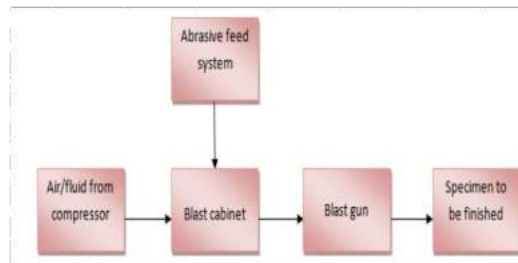 Abrasive feed
system
Air/fluid from
compressor
Blast cabinet
Blast gun
Specimen to
be finished